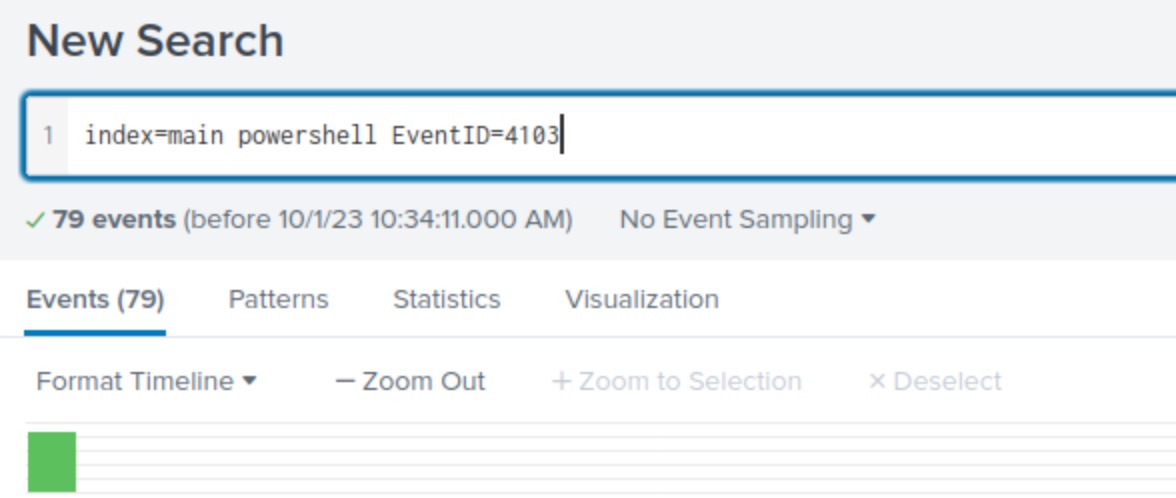 New Search
1 index=main powershell EventID=4103
✓ 79 events (before 10/1/23 10:34:11.000 AM) No Event Sampling ▼
Events (79) Patterns Statistics Visualization
Format Timeline ▼ — Zoom Out + Zoom to Selection × Deselect